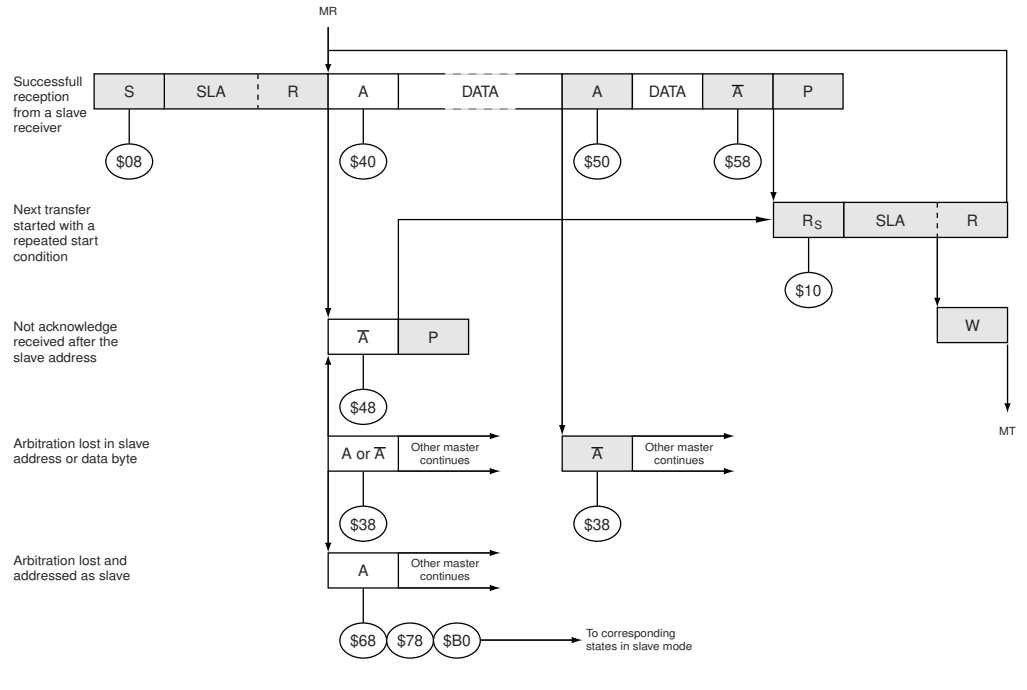 MR
Successfull
reception
from a slave
receiver
S SLA R A DATA A DATA A̅ P
$08 $40 $50 $58
Next transfer
started with a
repeated start
condition
RS SLA R
$10
Not acknowledge
received after the
slave address
A̅ P
W
$48
MT
Arbitration lost in slave
address or data byte
A or A̅ Other master
continues
A̅ Other master
continues
$38 $38
Arbitration lost and
addressed as slave
A Other master
continues
$68 $78 $B0 To corresponding
states in slave mode